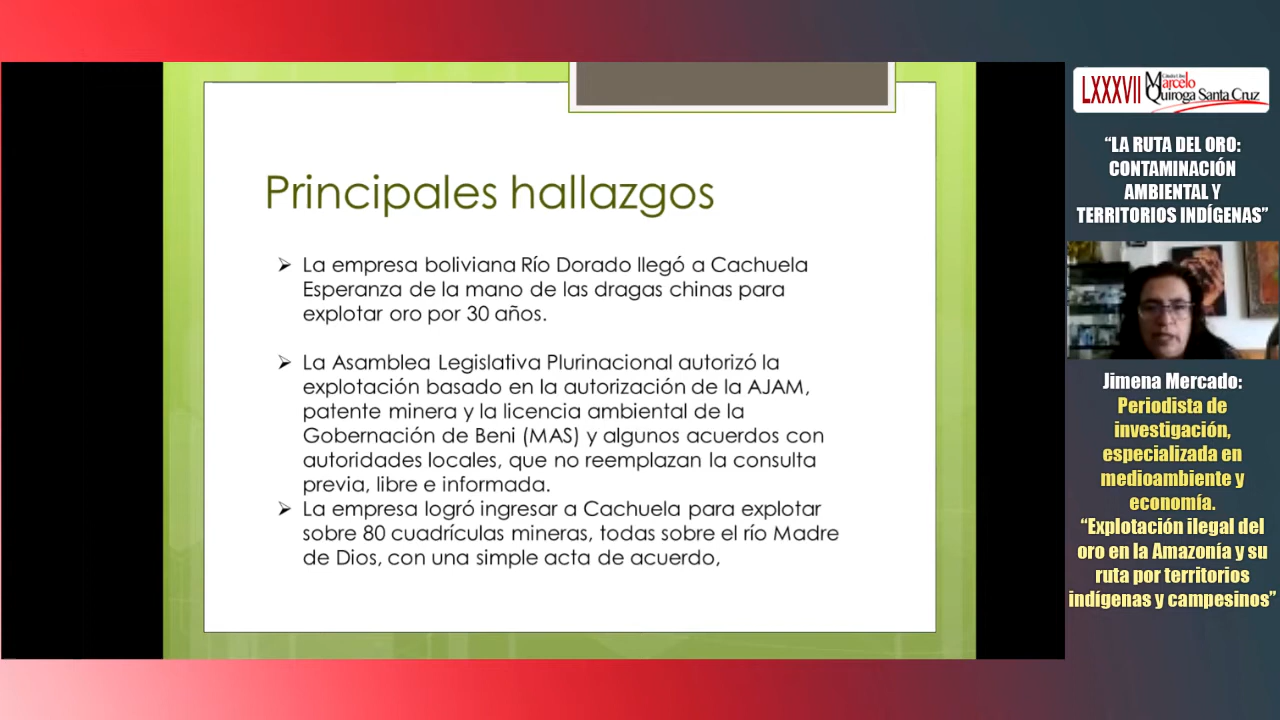 Principales hallazgos
➢ La empresa boliviana Río Dorado llegó a Cachuela
Esperanza de la mano de las dragas chinas para
explotar oro por 30 años.
➢ La Asamblea Legislativa Plurinacional autorizó la
explotación basado en la autorización de la AJAM,
patente minera y la licencia ambiental de la
Gobernación de Beni (MAS) y algunos acuerdos con
autoridades locales, que no reemplazan la consulta
previa, libre e informada.
➢ La empresa logró ingresar a Cachuela para explotar
sobre 80 cuadrículas mineras, todas sobre el río Madre
de Dios, con una simple acta de acuerdo,
LXXXVII
Cátedra Libre
Marcelo
Quiroga Santa Cruz
“LA RUTA DEL ORO:
CONTAMINACIÓN
AMBIENTAL Y
TERRITORIOS INDÍGENAS”
Jimena Mercado:
Periodista de
investigación,
especializada en
medioambiente y
economía.
“Explotación ilegal del
oro en la Amazonía y su
ruta por territorios
indígenas y campesinos”